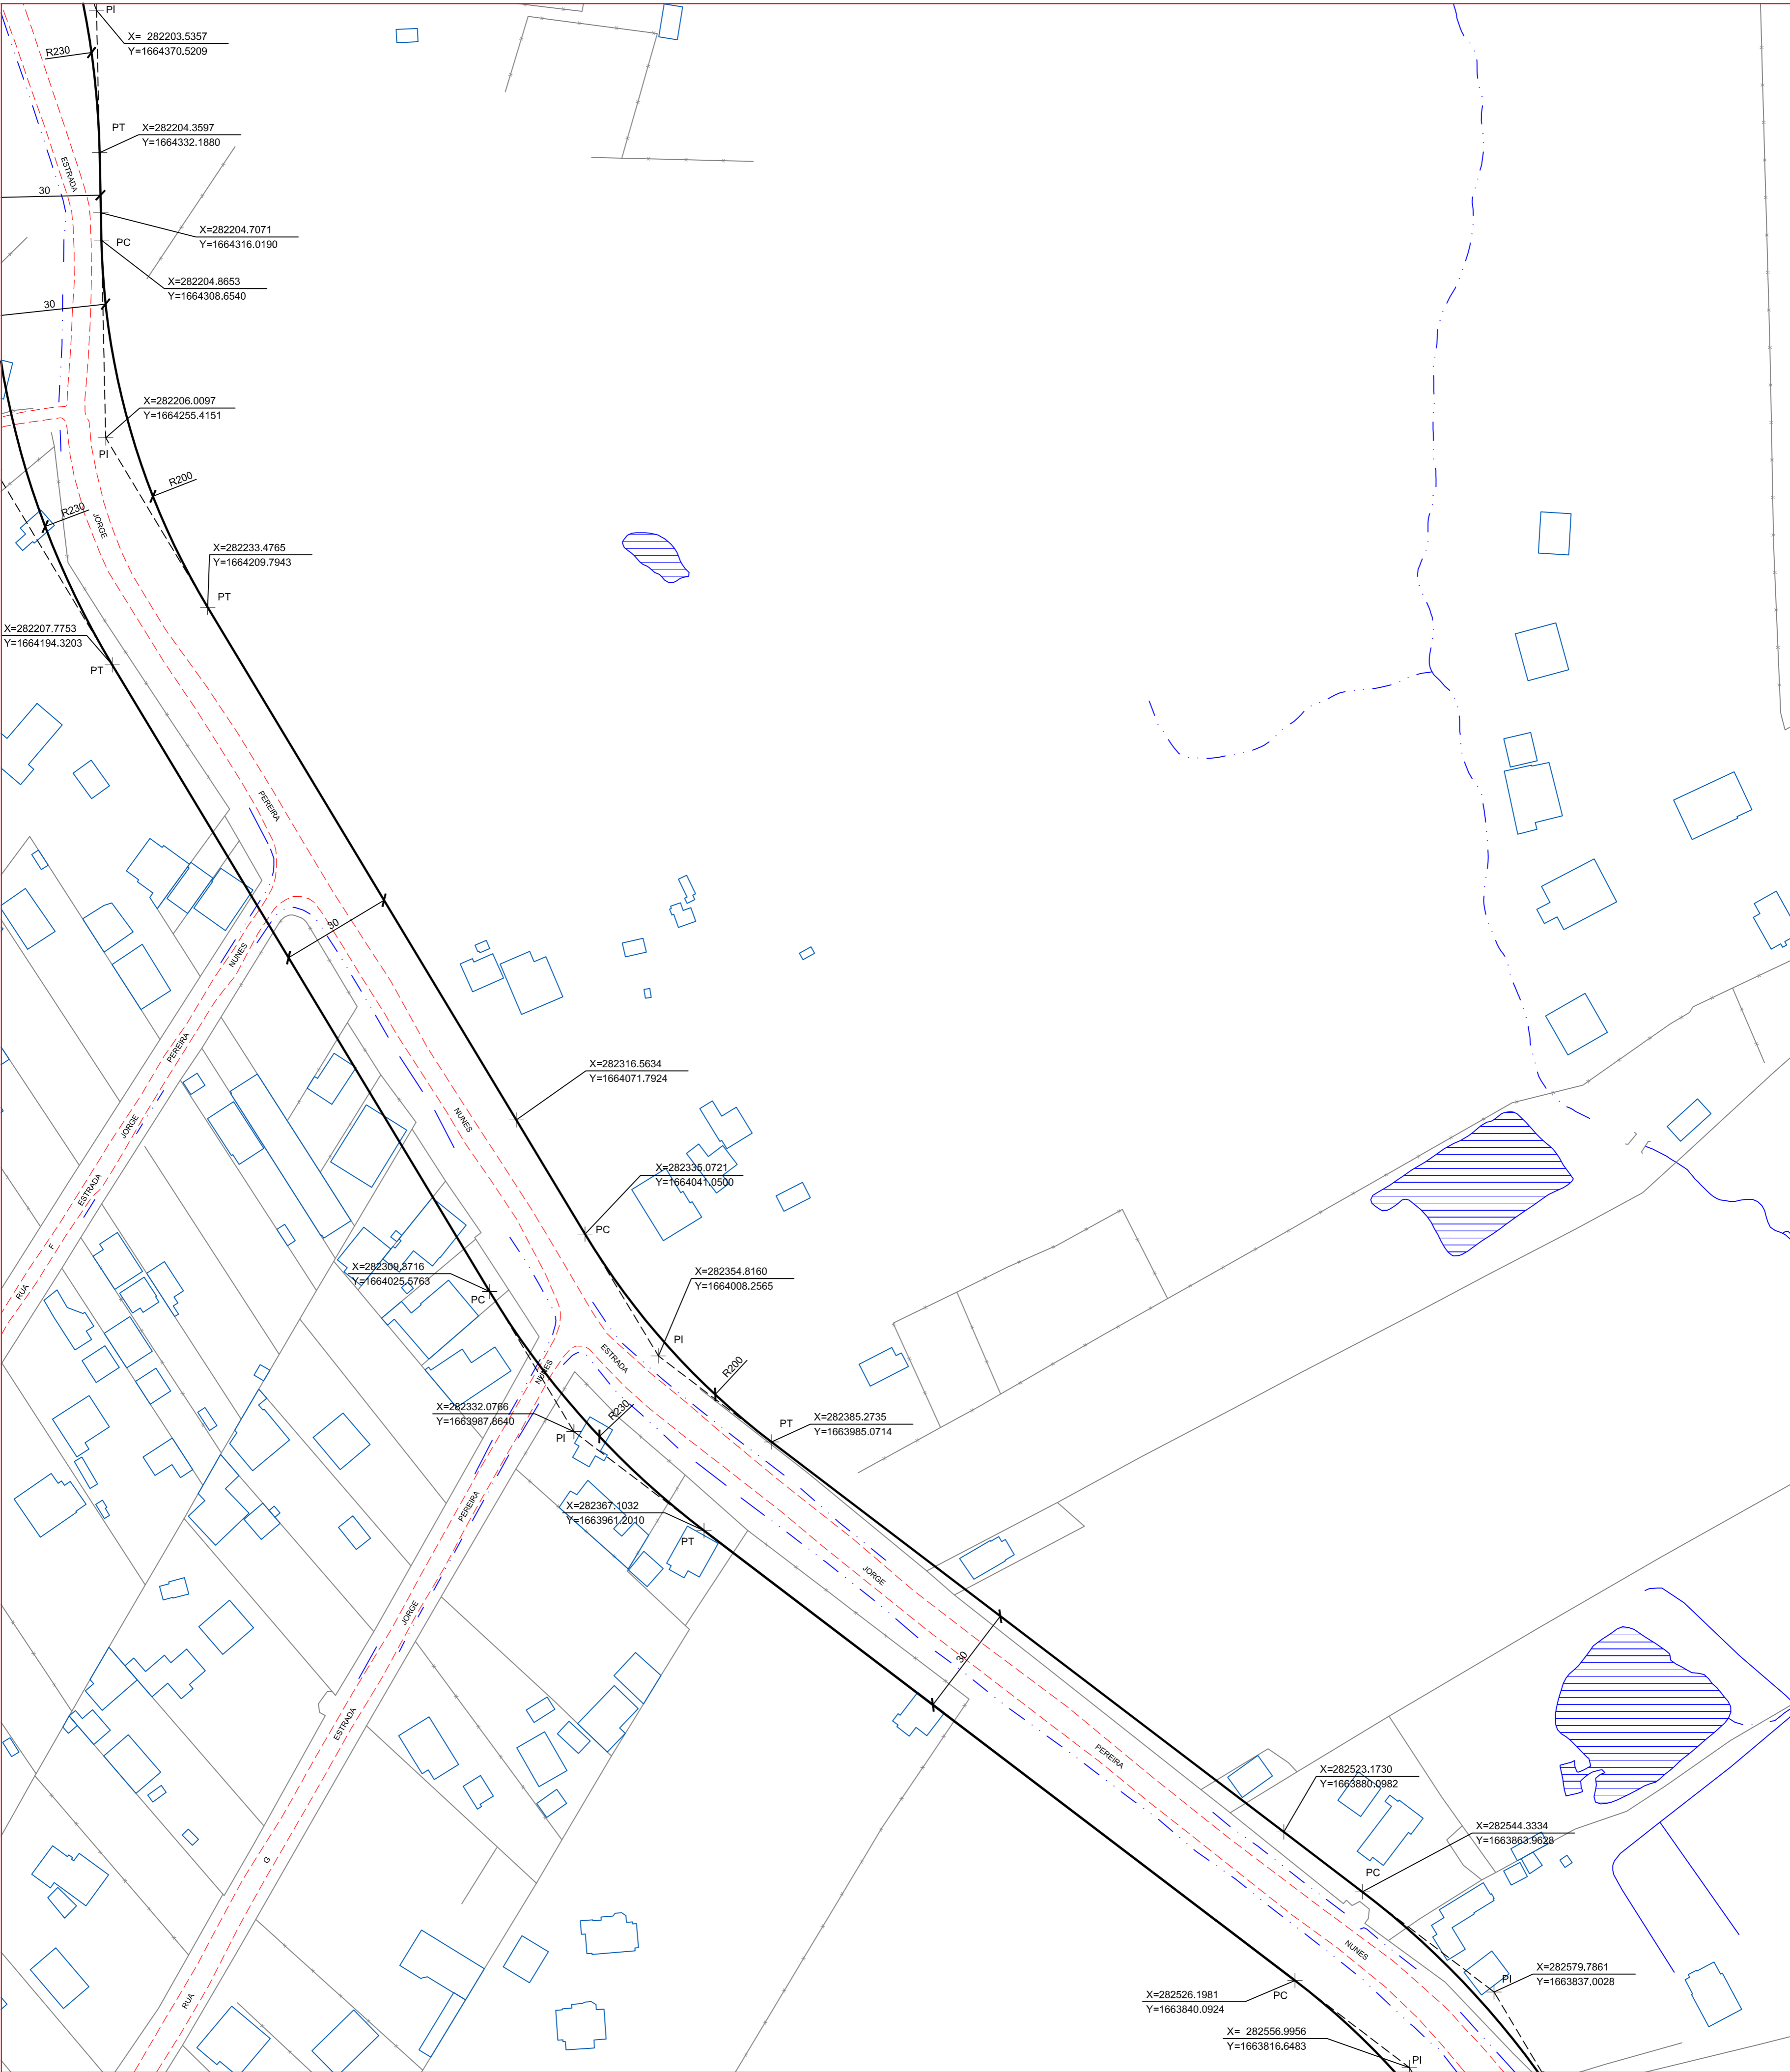 PI
X= 282203,5357
Y=1664370.5209
R230
PT
X=282204.3597
Y=1664332.1880
ESTRADA
30
X=282204.7071
Y=1664316.0190
PC
X=282204.8653
Y=1664308.6540
30
X=282206.0097
Y=1664255.4151
PI
R200
R230
JORGE
X=282233.4765
Y=1664209.7943
PT
X=282207.7753
Y=1664194.3203
PT
PEREIRA
30
NUNES
PEREIRA
JORGE
ESTRADA
F
RUA
X=282316.5634
Y=1664071.7924
NUNES
X=282335.0721
Y=1664041.0500
PC
X=282309.3716
Y=1664025.5763
PC
X=282354.8160
Y=1664008.2565
PI
ESTRADA
R200
NUNES
X=282332.0766
Y=1663987.8640
PI
R230
X=282385.2735
Y=1663985.0714
PT
PEREIRA
X=282367.1032
Y=1663961.2010
PT
JORGE
JORGE
30
ESTRADA
PEREIRA
X=282523.1730
Y=1663880.0982
X=282544.3334
Y=1663863.9628
PC
G
NUNES
X=282579.7861
Y=1663837.0028
PI
RUA
X=282526.1981
Y=1663840.0924
PC
X= 282556,9956
Y=1663816.6483
PI